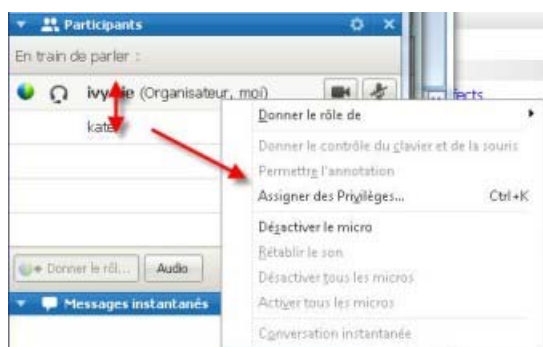 Participants
En train de parler :
(Organisateur, moi)
Donner le rôl...
Audio
Messages instantanés
Donner le rôle de
Donner le contrôle du clavier et de la souris
Permettre l'annotation
Assigner des Privilèges... Ctrl+K
Désactiver le micro
Rétablir le son
Désactiver tous les micros
Activer tous les micros
Conversation instantanée